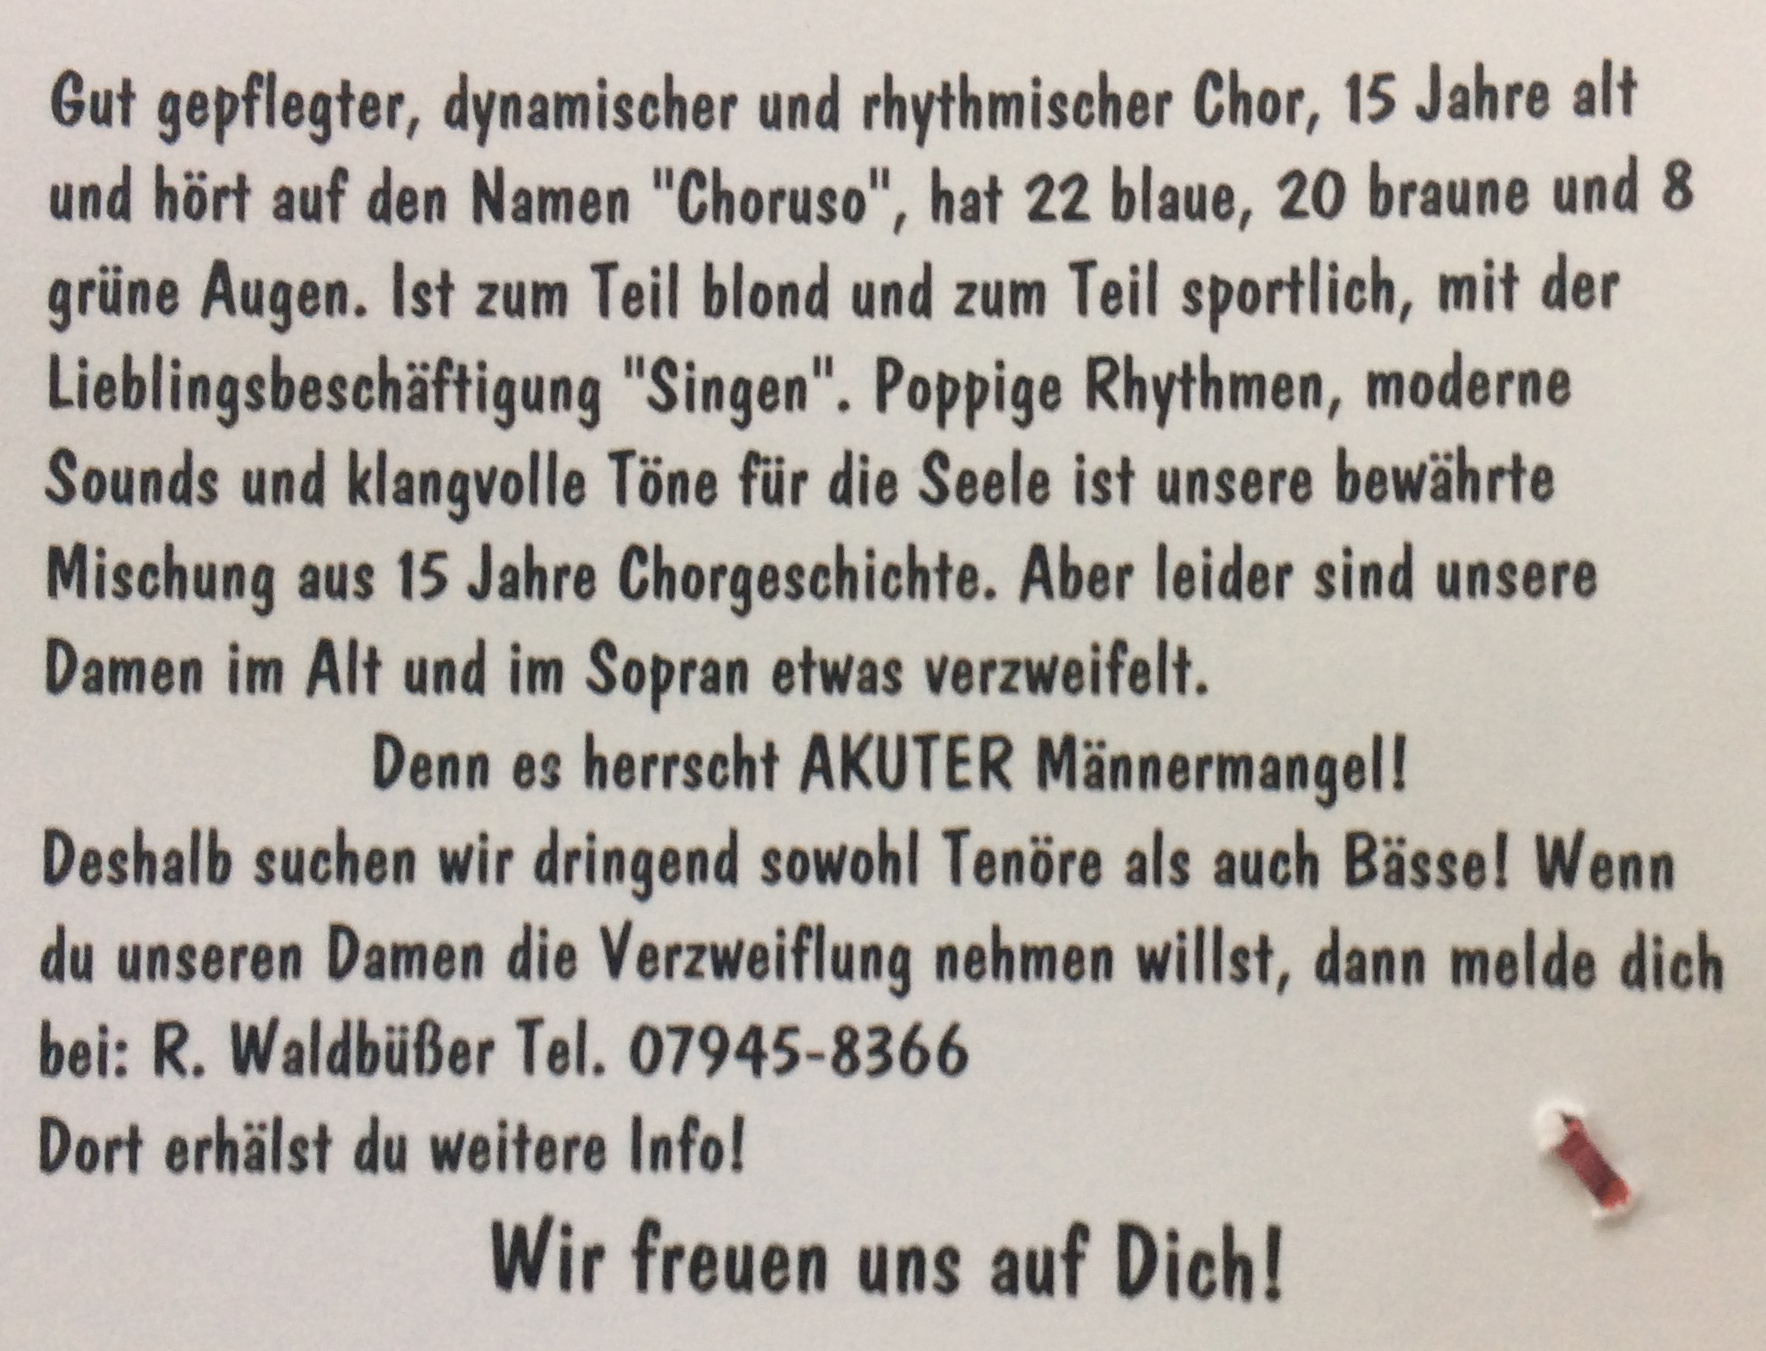 Gut gepflegter, dynamischer und rhythmischer Chor, 15 Jahre alt
und hört auf den Namen "Choruso", hat 22 blaue, 20 braune und 8
grüne Augen. Ist zum Teil blond und zum Teil sportlich, mit der
Lieblingsbeschäftigung "Singen". Poppige Rhythmen, moderne
Sounds und klangvolle Töne für die Seele ist unsere bewährte
Mischung aus 15 Jahre Chorgeschichte. Aber leider sind unsere
Damen im Alt und im Sopran etwas verzweifelt.
Denn es herrscht AKUTER Männermangel!
Deshalb suchen wir dringend sowohl Tenöre als auch Bässe! Wenn
du unseren Damen die Verzweiflung nehmen willst, dann melde dich
bei: R. Waldbüßer Tel. 07945-8366
Dort erhälst du weitere Info!
Wir freuen uns auf Dich!